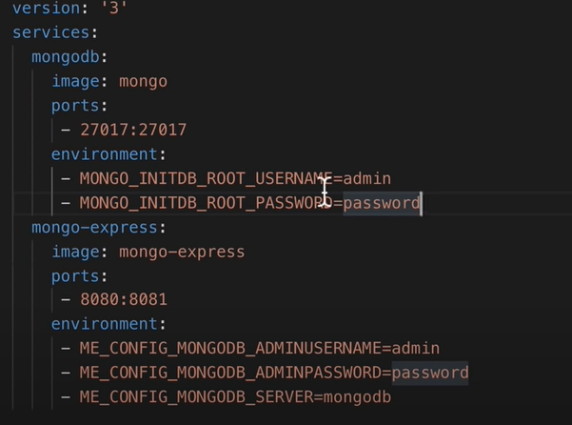 version: '3'
services:
mongodb:
image: mongo
ports:
- 27017:27017
environment:
- MONGO_INITDB_ROOT_USERNAME=admin
- MONGO_INITDB_ROOT_PASSWORD=password
mongo-express:
image: mongo-express
ports:
- 8080:8081
environment:
- ME_CONFIG_MONGODB_ADMINUSERNAME=admin
- ME_CONFIG_MONGODB_ADMINPASSWORD=password
- ME_CONFIG_MONGODB_SERVER=mongodb